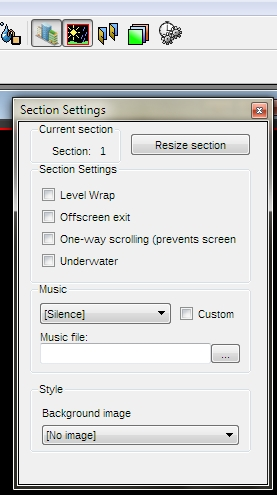 Section Settings
Current section
Section: 1
Resize section
Section Settings
Level Wrap
Offscreen exit
One-way scrolling (prevents screen
Underwater
Music
[Silence]
Custom
Music file:
...
Style
Background image
[No image]